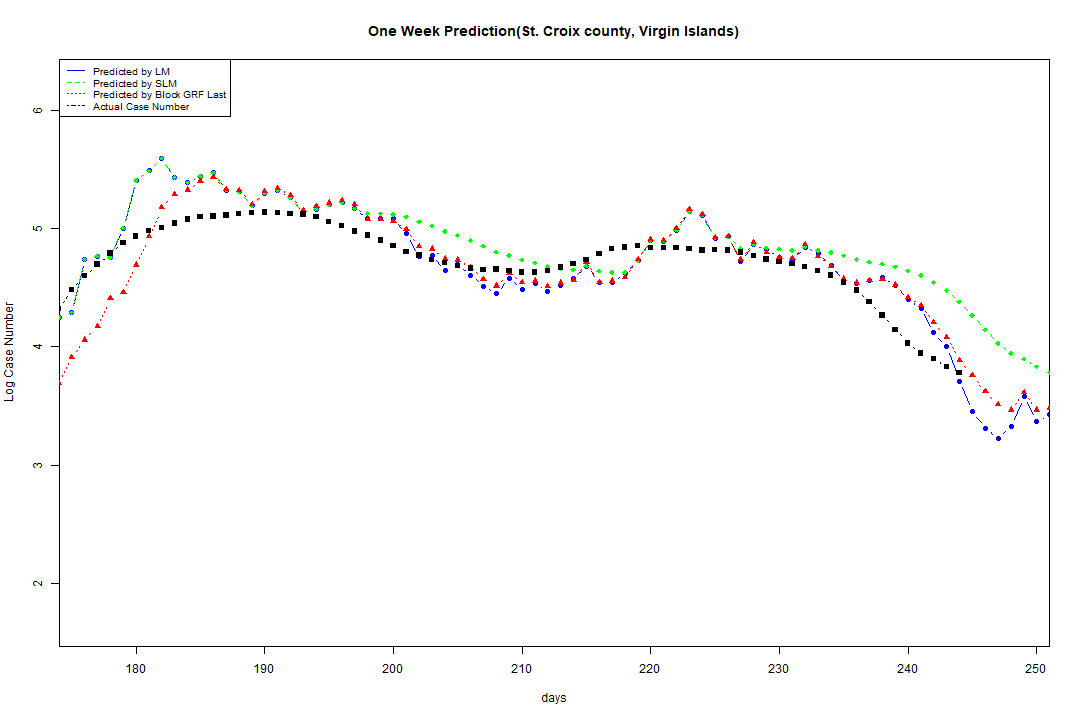 One Week Prediction(St. Croix county, Virgin Islands)
Predicted by LM
Predicted by SLM
Predicted by Block GRF Last
Actual Case Number
6
5
4
3
2
Log Case Number
180 190 200 210 220 230 240 250
days